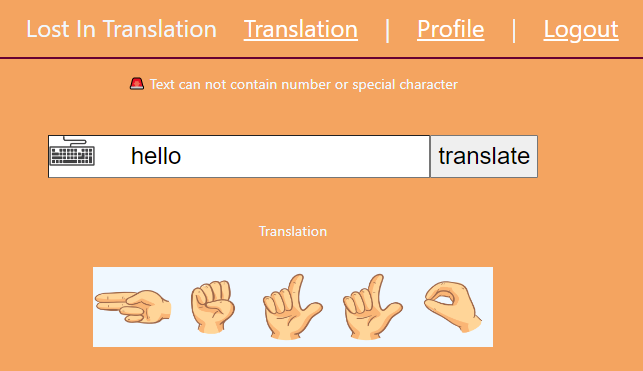 Lost In Translation Translation | Profile | Logout
🚨 Text can not contain number or special character
hello translate
Translation